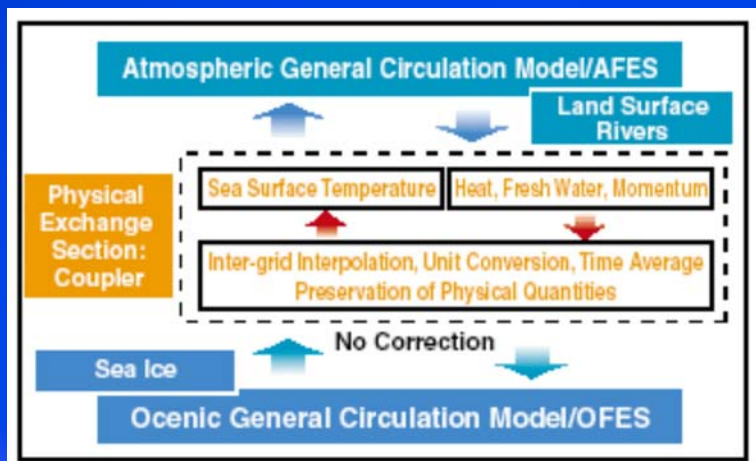 Atmospheric General Circulation Model/AFES
Land Surface
Rivers
Physical
Exchange
Section:
Coupler
Sea Surface Temperature
Heat, Fresh Water, Momentum
Inter-grid Interpolation, Unit Conversion, Time Average
Preservation of Physical Quantities
No Correction
Sea Ice
Ocenic General Circulation Model/OFES